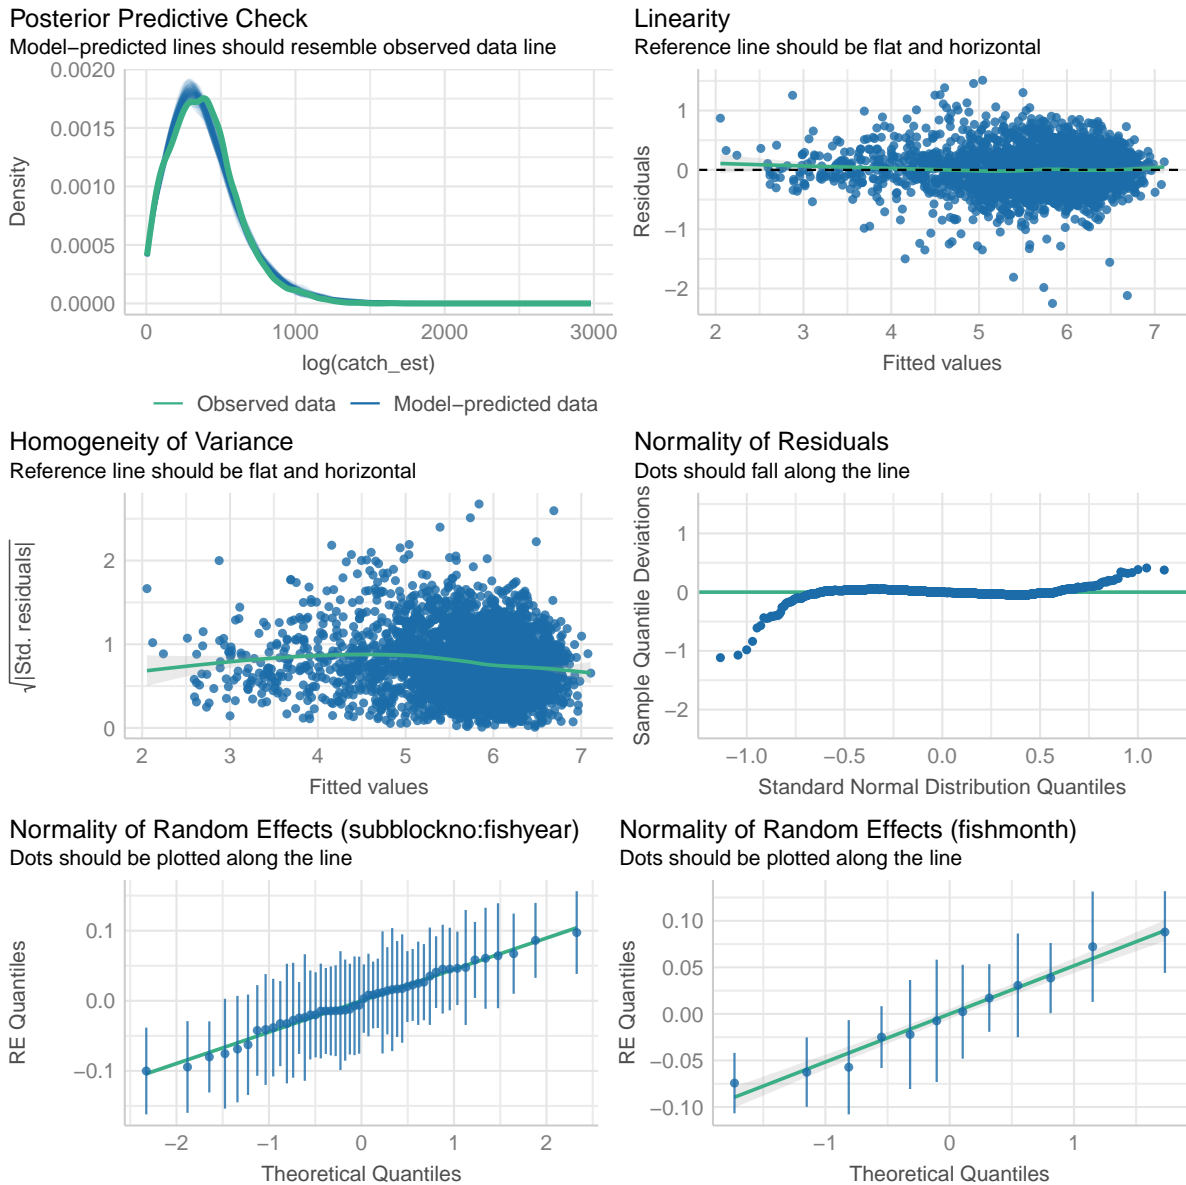 Posterior Predictive Check
Model−predicted lines should resemble observed data line
0.0020
0.0015
0.0010
0.0005
0.0000
Density
0
1000
2000
3000
log(catch_est)
Observed data
Model−predicted data
Linearity
Reference line should be flat and horizontal
1
0
−1
−2
Residuals
2
3
4
5
6
7
Fitted values
Homogeneity of Variance
Reference line should be flat and horizontal
2
1
0
√|Std. residuals|
2
3
4
5
6
7
Fitted values
Normality of Residuals
Dots should fall along the line
1
0
−1
−2
Sample Quantile Deviations
−1.0
−0.5
0.0
0.5
1.0
Standard Normal Distribution Quantiles
Normality of Random Effects (subblockno:fishyear)
Dots should be plotted along the line
0.1
0.0
−0.1
RE Quantiles
−2
−1
0
1
2
Theoretical Quantiles
Normality of Random Effects (fishmonth)
Dots should be plotted along the line
0.10
0.05
0.00
−0.05
−0.10
RE Quantiles
−1
0
1
Theoretical Quantiles